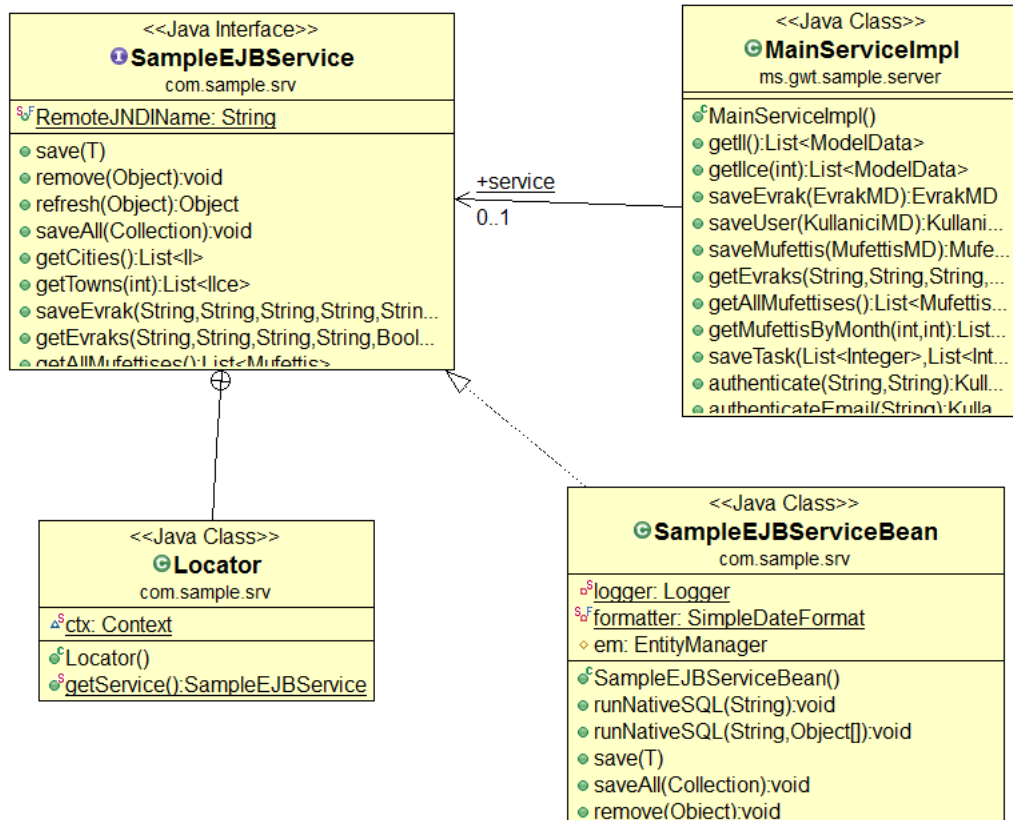 <<Java Interface>>
SampleEJBService
com.sample.srv
RemoteJNDIName: String
save(T)
remove(Object):void
refresh(Object):Object
saveAll(Collection):void
getCities():List<Il>
getTowns(int):List<Ilce>
saveEvrak(String,String,String,String,Strin...
getEvraks(String,String,String,String,Bool...
getAllMufettises():List<Mufettis>
<<Java Class>>
MainServiceImpl
ms.gwt.sample.server
MainServiceImpl()
getIl():List<ModelData>
getIlce(int):List<ModelData>
saveEvrak(EvrakMD):EvrakMD
saveUser(KullaniciMD):Kullani...
saveMufettis(MufettisMD):Mufe...
getEvraks(String,String,String,...
getAllMufettises():List<Mufettis...
getMufettisByMonth(int,int):List...
saveTask(List<Integer>,List<Int...
authenticate(String,String):Kull...
authenticateEmail(String):Kulla
+service
0..1
<<Java Class>>
Locator
com.sample.srv
ctx: Context
Locator()
getService():SampleEJBService
<<Java Class>>
SampleEJBServiceBean
com.sample.srv
logger: Logger
formatter: SimpleDateFormat
em: EntityManager
SampleEJBServiceBean()
runNativeSQL(String):void
runNativeSQL(String,Object[]):void
save(T)
saveAll(Collection):void
remove(Object):void